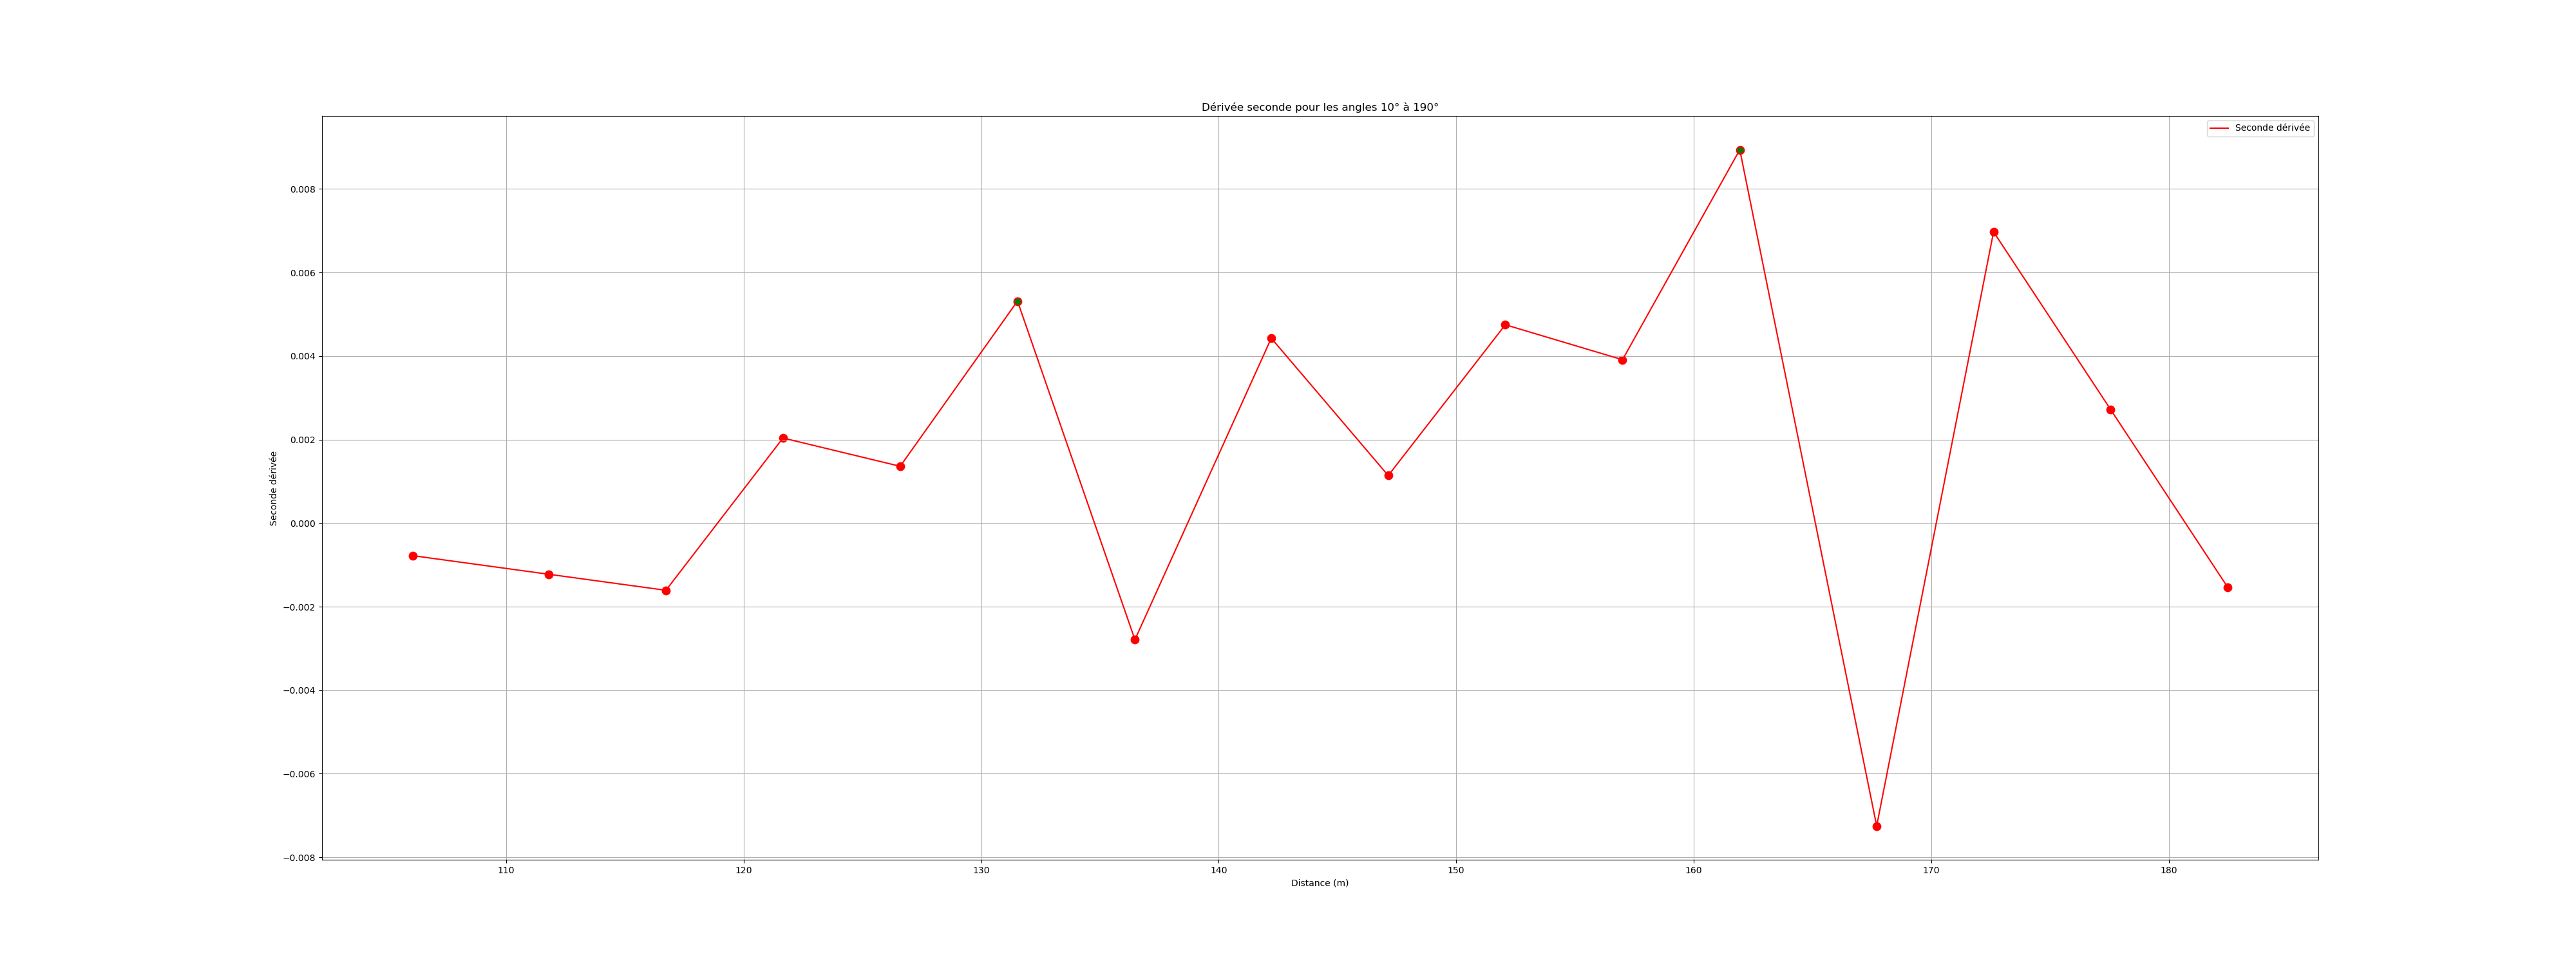 Dérivée seconde pour les angles 10° à 190°
Seconde dérivée
0.008
0.006
0.004
0.002
0.000
−0.002
−0.004
−0.006
−0.008
Seconde dérivée
110 120 130 140 150 160 170 180
Distance (m)